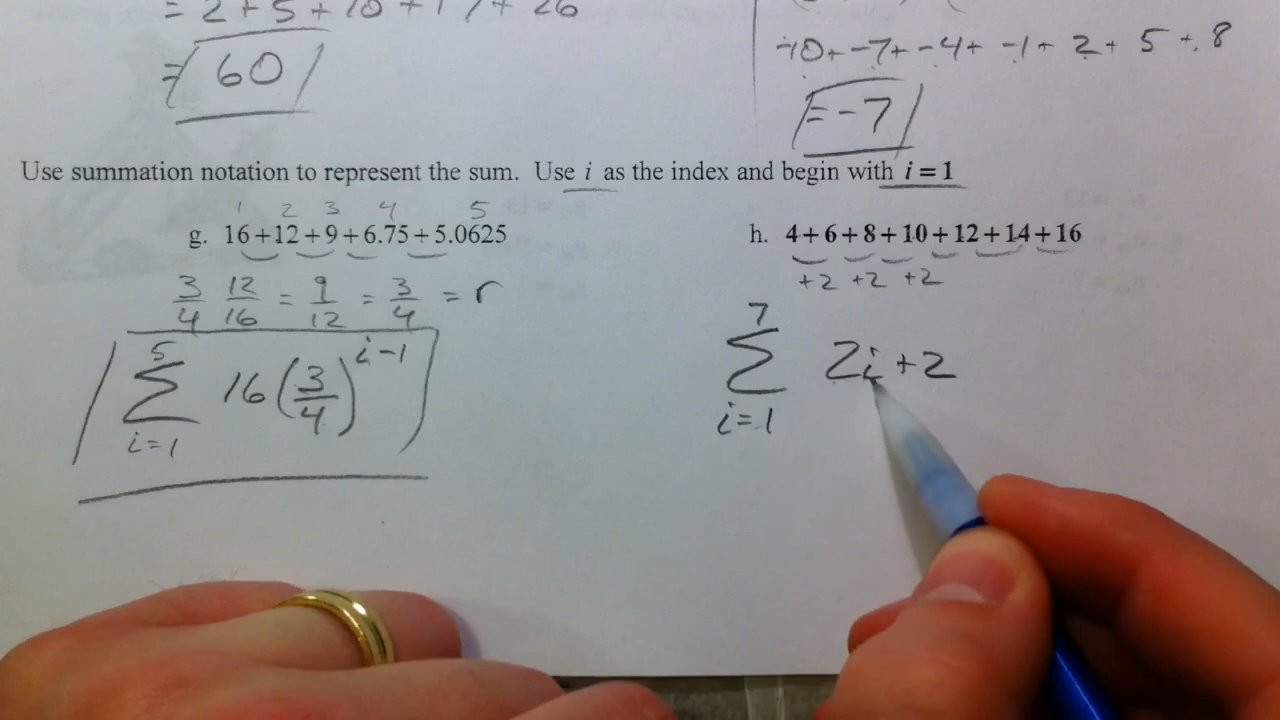 = 2 + 5 + 10 + 17 + 26
= 60
-10 + -7 + -4 + -1 + 2 + 5 + 8
= -7
Use summation notation to represent the sum. Use i as the index and begin with i = 1
1 2 3 4 5
g. 16+12+9+6.75+5.0625
3/4 12/16 = 9/12 = 3/4 = r
5
∑ 16(3/4)^{i-1}
i=1
h. 4+6+8+10+12+14+16
+2 +2 +2
7
∑ 2i+2
i=1